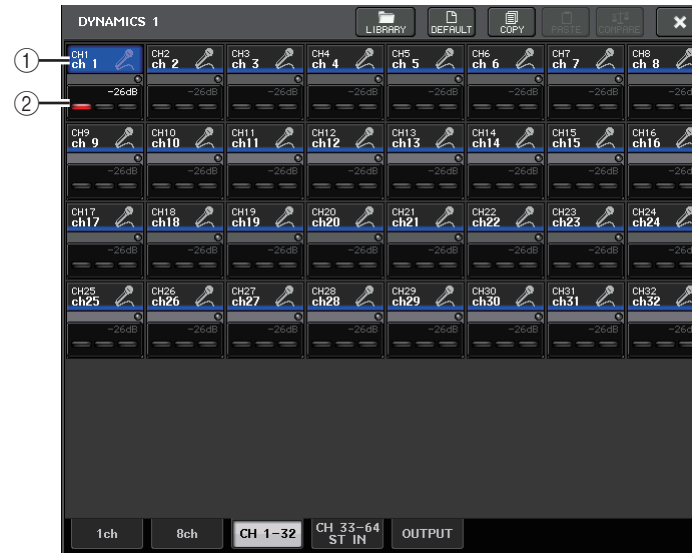 DYNAMICS 1 LIBRARY DEFAULT COPY PASTE COMPARE
① CH1 CH2 CH3 CH4 CH5 CH6 CH7 CH8
ch 1 ch 2 ch 3 ch 4 ch 5 ch 6 ch 7 ch 8
② -26dB -26dB -26dB -26dB -26dB -26dB -26dB -26d
CH9 CH10 CH11 CH12 CH13 CH14 CH15 CH16
ch 9 ch10 ch11 ch12 ch13 ch14 ch15 ch16
-26dB -26dB -26dB -26dB -26dB -26dB -26dB -26d
CH17 CH18 CH19 CH20 CH21 CH22 CH23 CH24
ch17 ch18 ch19 ch20 ch21 ch22 ch23 ch24
-26dB -26dB -26dB -26dB -26dB -26dB -26dB -26d
CH25 CH26 CH27 CH28 CH29 CH30 CH31 CH32
ch25 ch26 ch27 ch28 ch29 ch30 ch31 ch32
-26dB -26dB -26dB -26dB -26dB -26dB -26dB -26d
1ch 8ch CH 1-32 CH 33-64 OUTPUT
ST IN